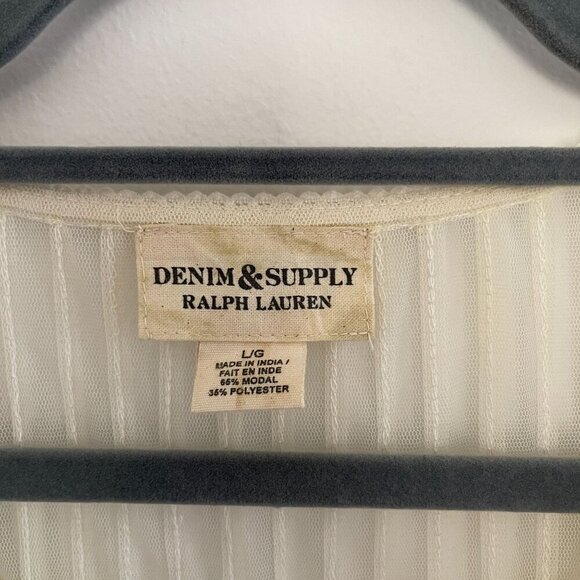 DENIM & SUPPLY
RALPH LAUREN
L/G
MADE IN INDIA /
FAIT EN INDE
65% MODAL
35% POLYESTER